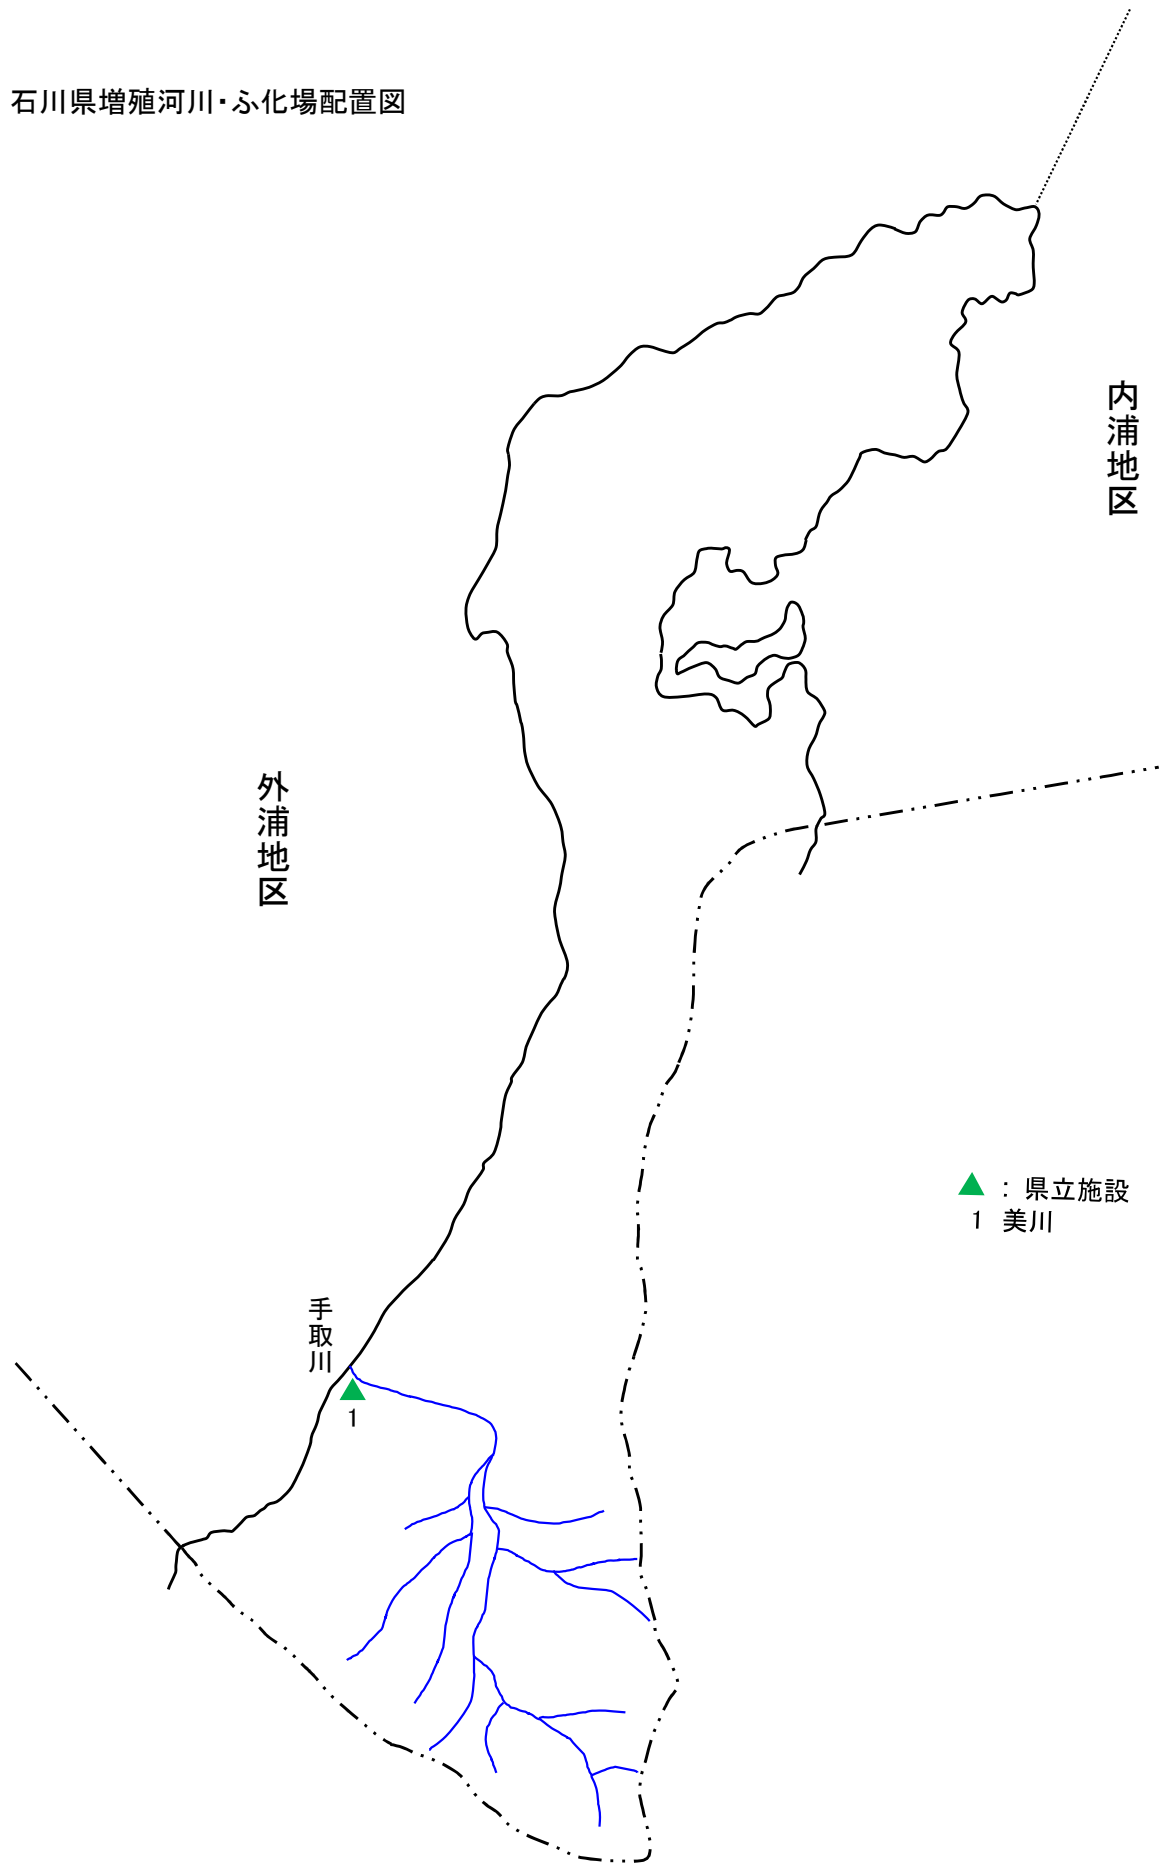 石川県増殖河川・ふ化場配置図
内浦地区
外浦地区
：県立施設
1 美川
手取川
1